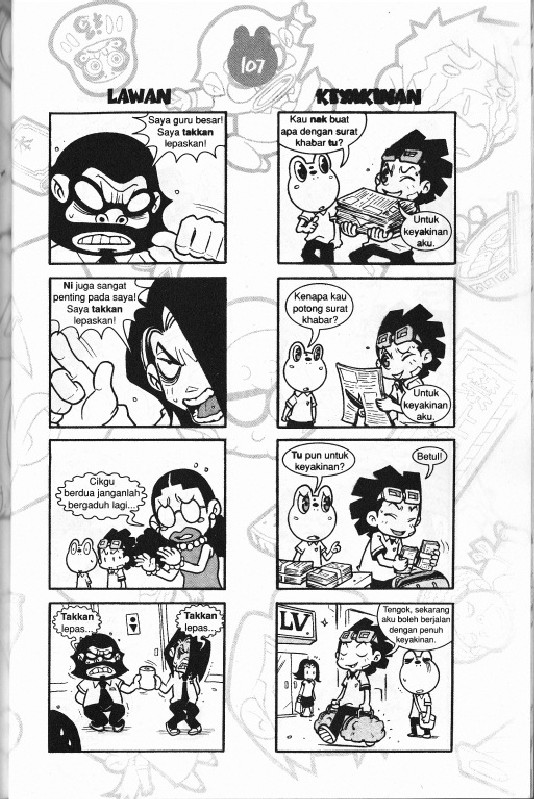 107
LAWAN
Saya guru besar!
Saya takkan
lepaskan!
Ni juga sangat
penting pada saya!
Saya takkan
lepaskan!
Cikgu
berdua janganlah
bergaduh lagi....
Takkan
lepas...
Takkan
lepas...
KEYAKINAN
Kau nak buat
apa dengan surat
khabar tu?
Untuk
keyakinan
aku.
Kenapa kau
potong surat
khabar?
Untuk
keyakinan
aku.
Tu pun untuk
keyakinan?
Betul!
LV
Tengok, sekarang
aku boleh berjalan
dengan penuh
keyakinan.